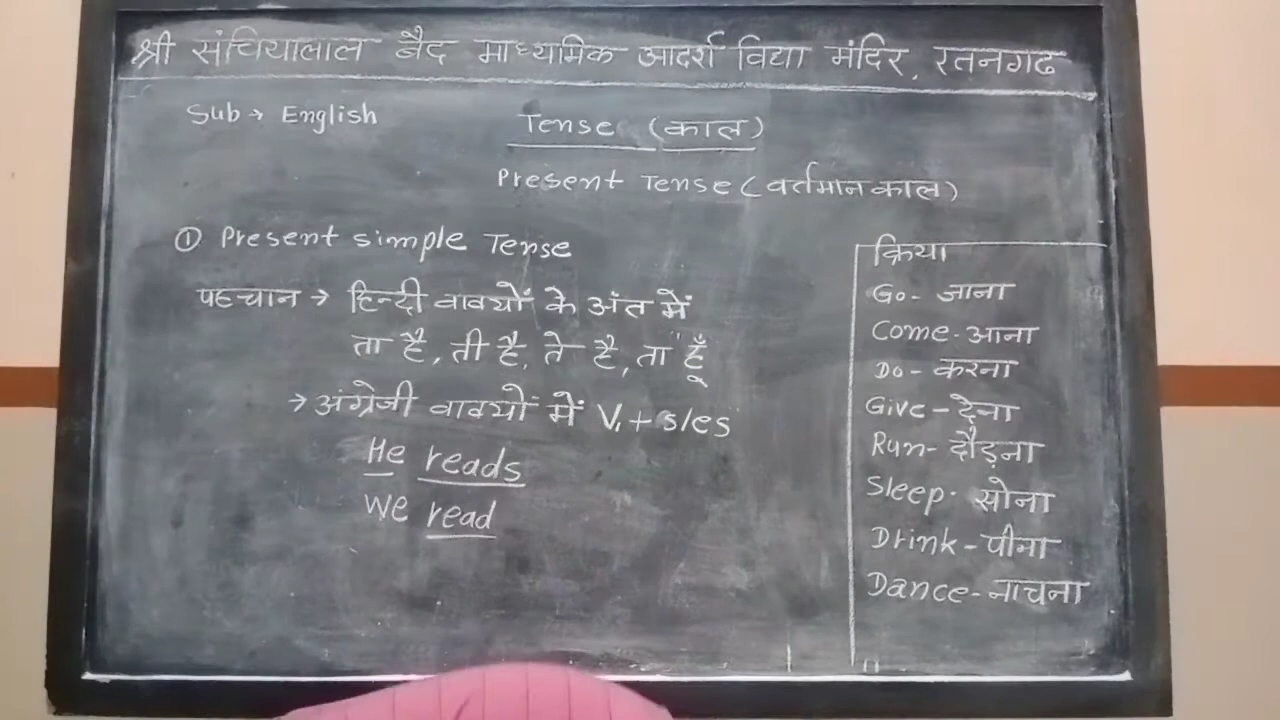 श्री संचियालाल बैद माध्यमिक आदर्श विद्या मंदिर, रतनगढ
Sub → English
Tense (काल)
Present Tense (वर्तमान काल)
① Present simple Tense
पहचान → हिन्दी वाक्यों के अंत में
ता है, ती है, ते है, ता हूँ
→ अंग्रेजी वाक्यों में V₁ + s/es
He reads
We read
क्रिया
Go - जाना
Come - आना
Do - करना
Give - देना
Run - दौड़ना
Sleep - सोना
Drink - पीना
Dance - नाचना